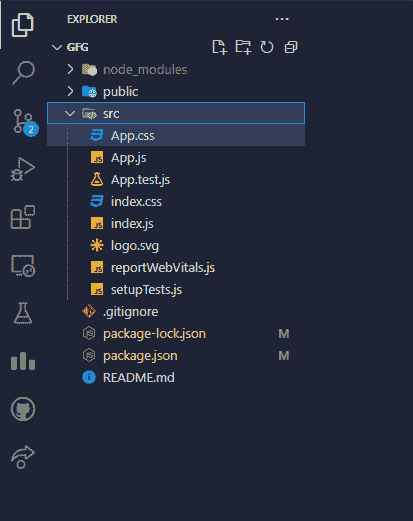 EXPLORER
GFG
node_modules
public
src
App.css
App.js
App.test.js
index.css
index.js
logo.svg
reportWebVitals.js
setupTests.js
.gitignore
package-lock.json M
package.json M
README.md
2